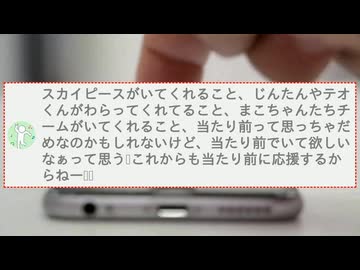 スカイピースがいてくれること、じんたんやテオ
くんがわらってくれてること、まこちゃんたちチ
ームがいてくれること、当たり前って思っちゃだ
めなのかもしれないけど、当たり前でいて欲しい
なぁって思う▯これからも当たり前に応援するか
らねー▯▯